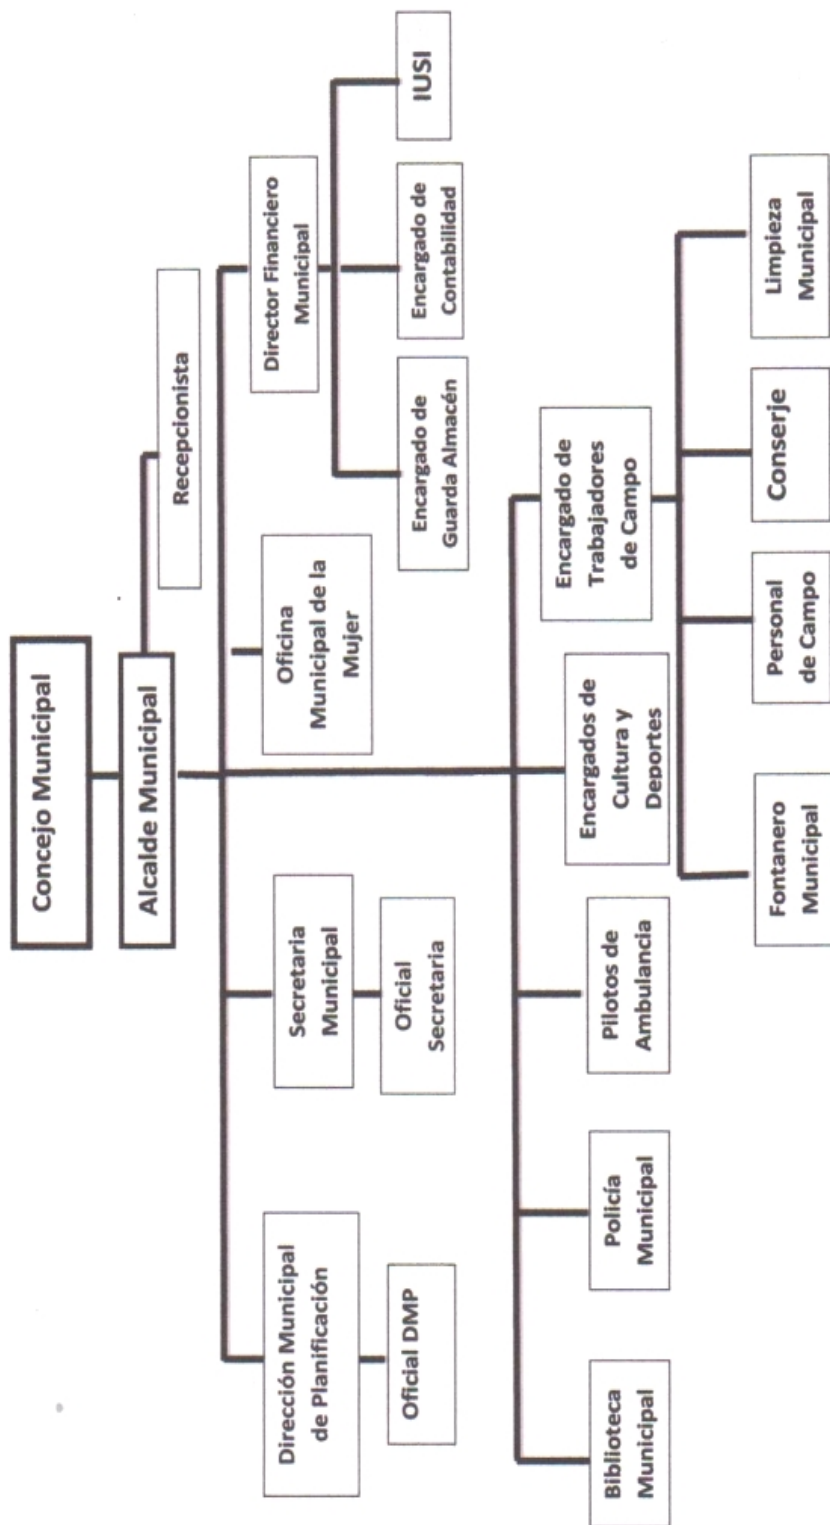 Concejo Municipal
Alcalde Municipal
Recepcionista
Dirección Municipal
de Planificación
Oficial DMP
Secretaria
Municipal
Oficial
Secretaria
Oficina
Municipal de la
Mujer
Director Financiero
Municipal
Encargado de
Guarda Almacén
Encargado de
Contabilidad
IUSI
Biblioteca
Municipal
Policía
Municipal
Pilotos de
Ambulancia
Encargados de
Cultura y
Deportes
Encargado de
Trabajadores
de Campo
Fontanero
Municipal
Personal
de Campo
Conserje
Limpieza
Municipal